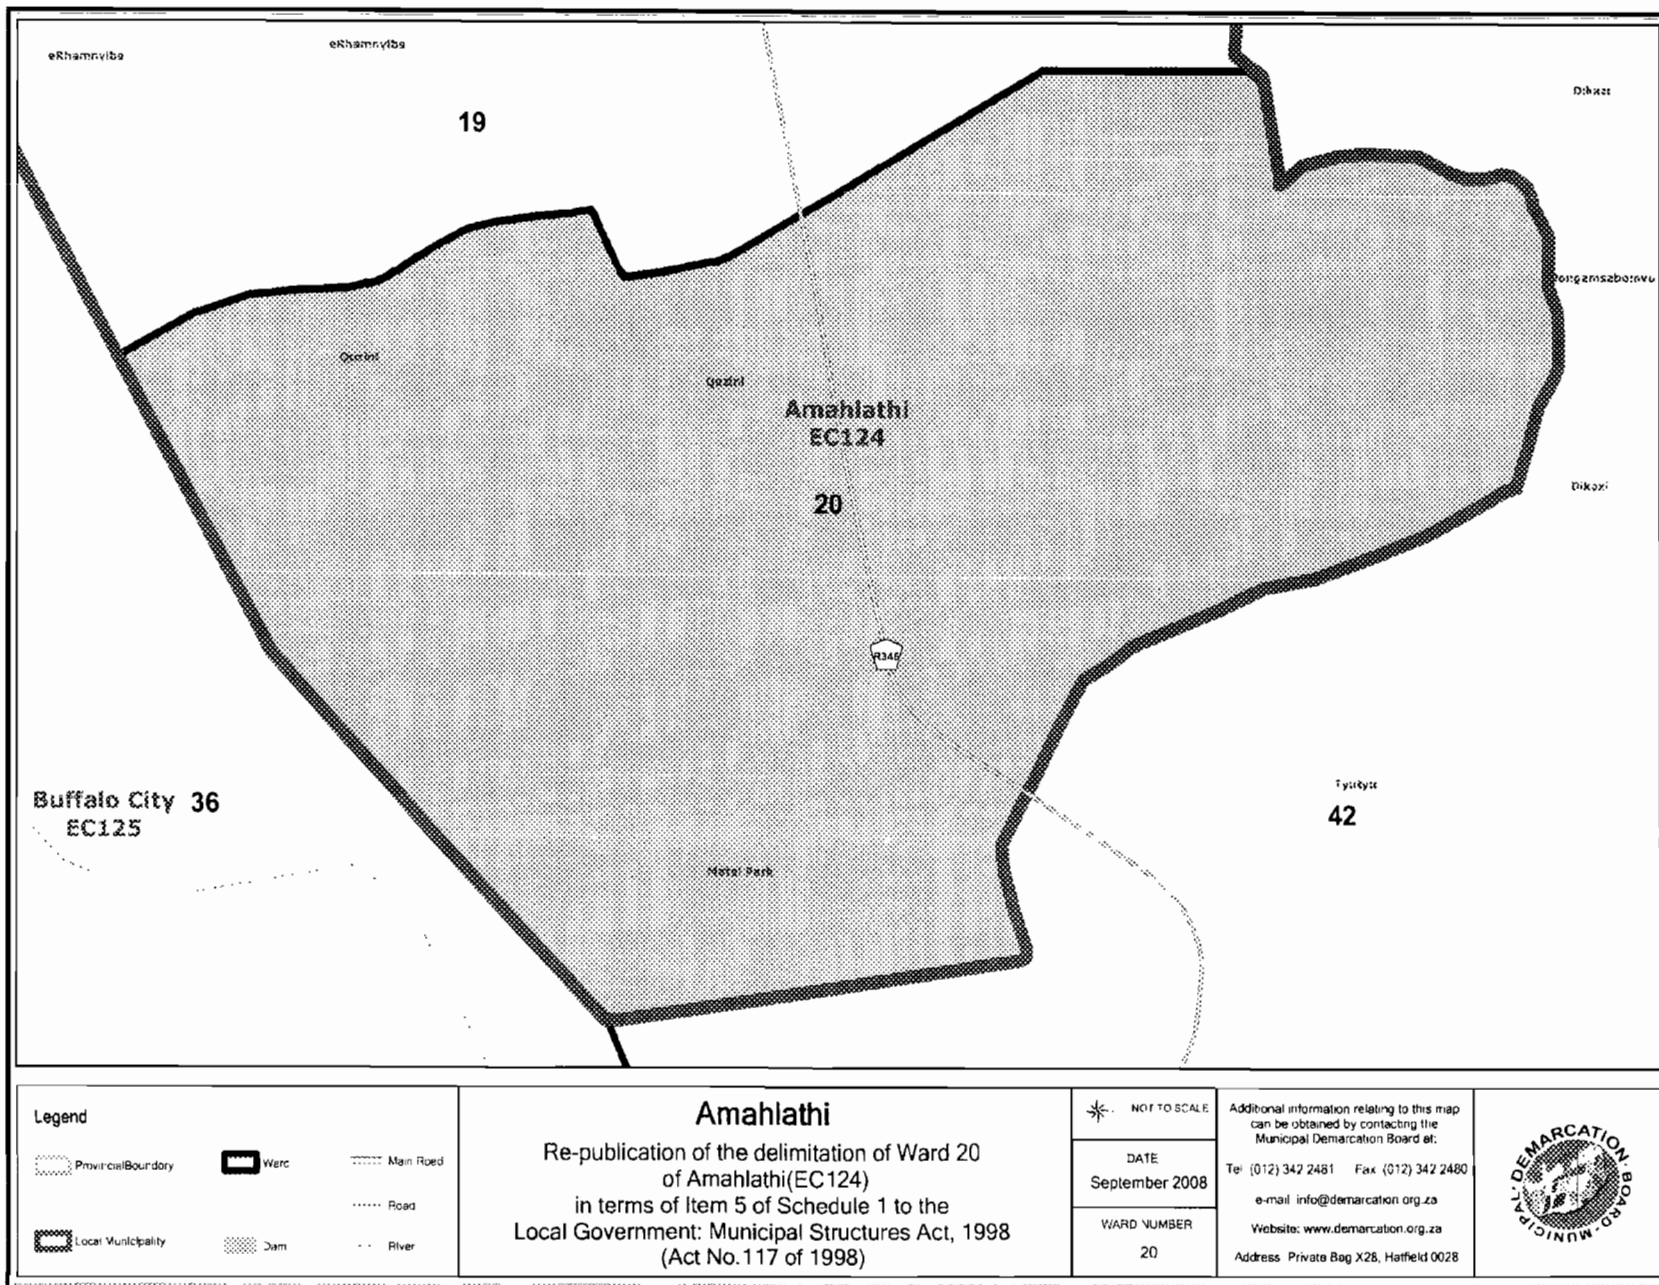 eRhamnyiba
eRhamnyiba
19
Dikazi
Quzini
Quzini
Amahlathi
EC124
20
Dikazi
Buffalo City 36
EC125
Tyutyu
42
Legend
Provincial Boundary
Ward
Main Road
Road
Local Municipality
Dam
River
Amahlathi
Re-publication of the delimitation of Ward 20
of Amahlathi(EC124)
in terms of Item 5 of Schedule 1 to the
Local Government: Municipal Structures Act, 1998
(Act No.117 of 1998)
NOT TO SCALE
DATE
September 2008
WARD NUMBER
20
Additional information relating to this map
can be obtained by contacting the
Municipal Demarcation Board at:
Tel (012) 342 2481 Fax (012) 342 2480
e-mail info@demarcation.org.za
Website: www.demarcation.org.za
Address Private Bag X28, Hatfield 0028
MUNICIPAL DEMARCATION BOARD